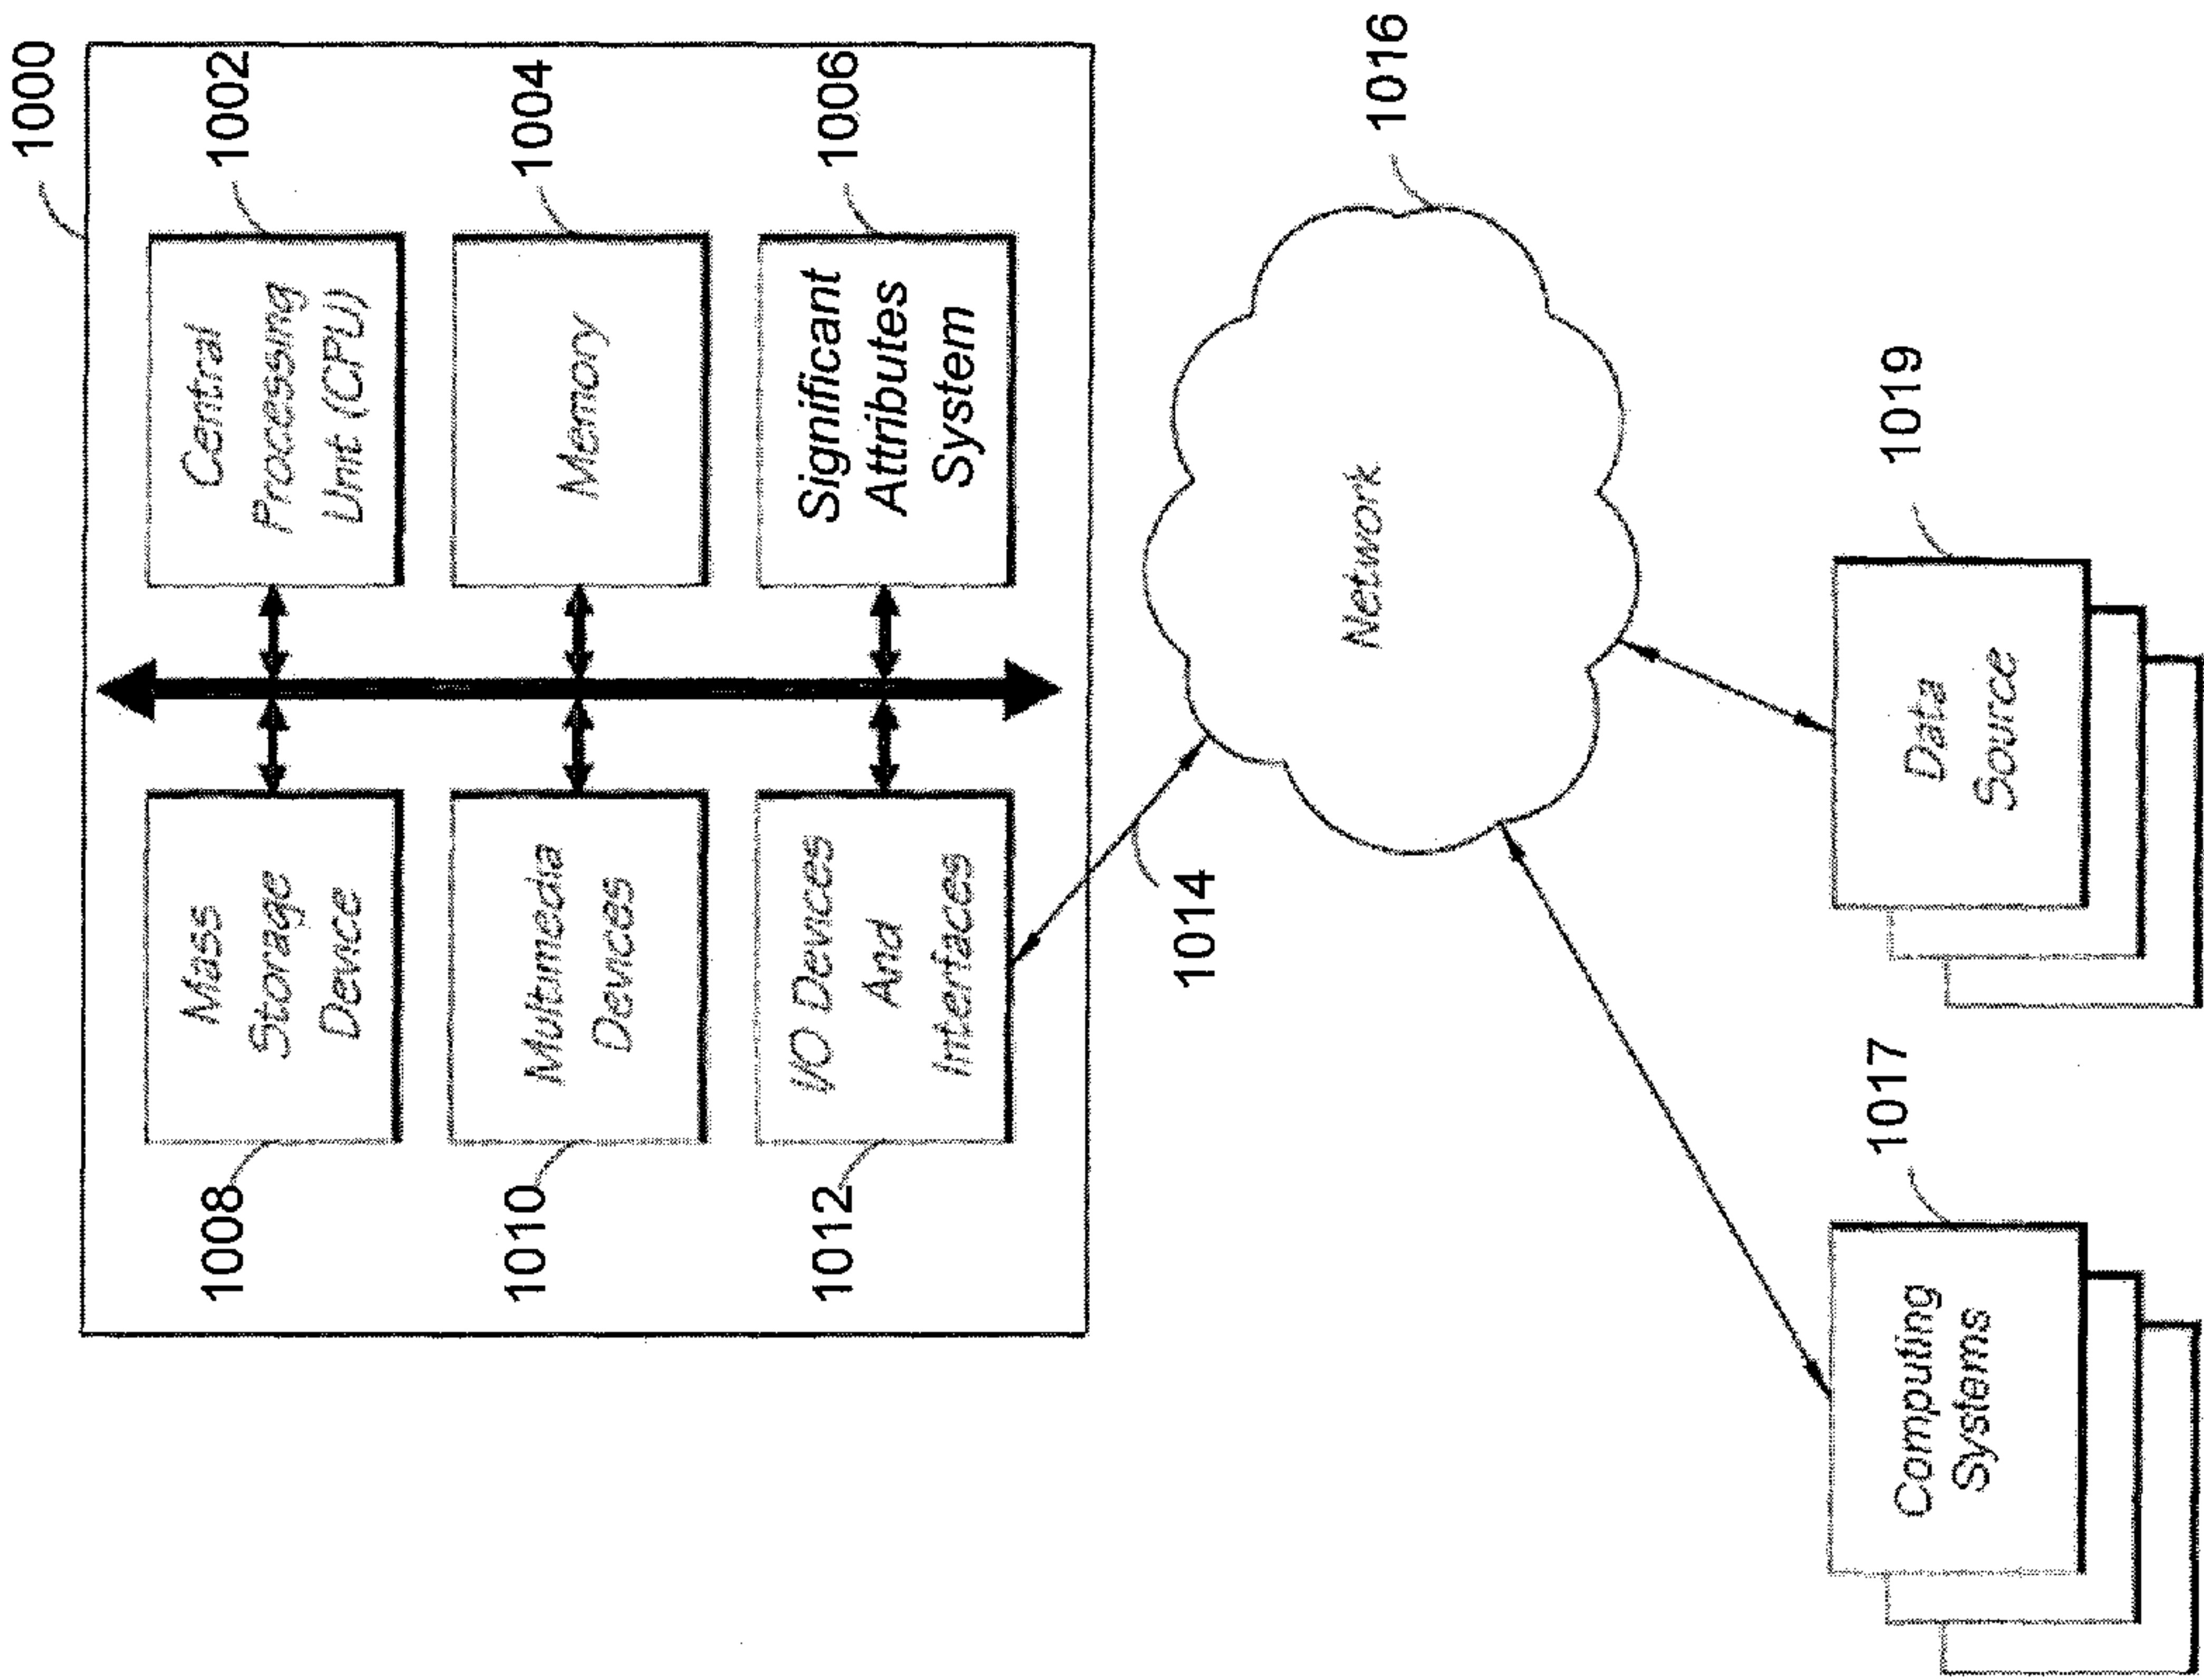 1000
1008
Mass
Storage
Device
Central
Processing
Unit (CPU)
1002
1010
Multimedia
Devices
Memory
1004
1012
I/O Devices
And
Interfaces
Significant
Attributes
System
1006
1014
Network
1016
1017
Computing
Systems
Data
Source
1019